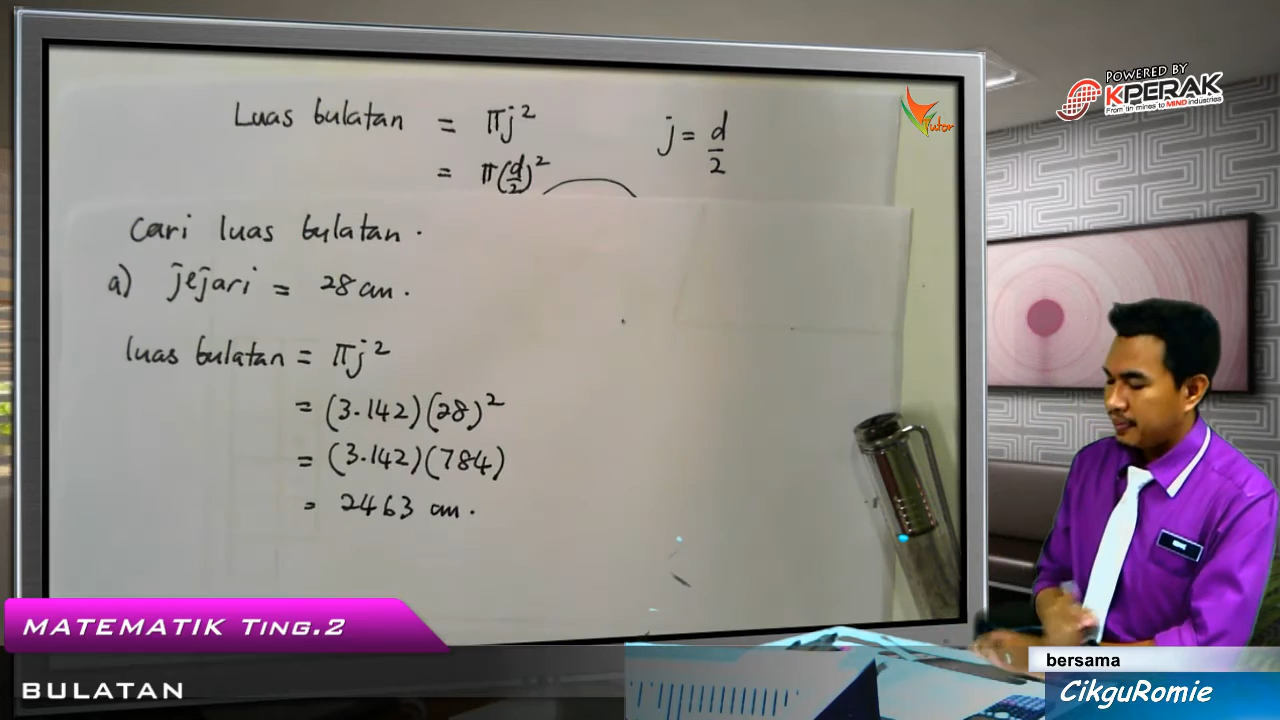 Luas bulatan = πj² j = d/2
= π(d/2)²
Cari luas bulatan.
a) jejari = 28 cm.
luas bulatan = πj²
= (3.142)(28)²
= (3.142)(784)
= 2463 cm.
Tutor
POWERED BY
KPERAK
From 'tin mines' to MIND industries
MATEMATIK TING.2
BULATAN
bersama
CikguRomie